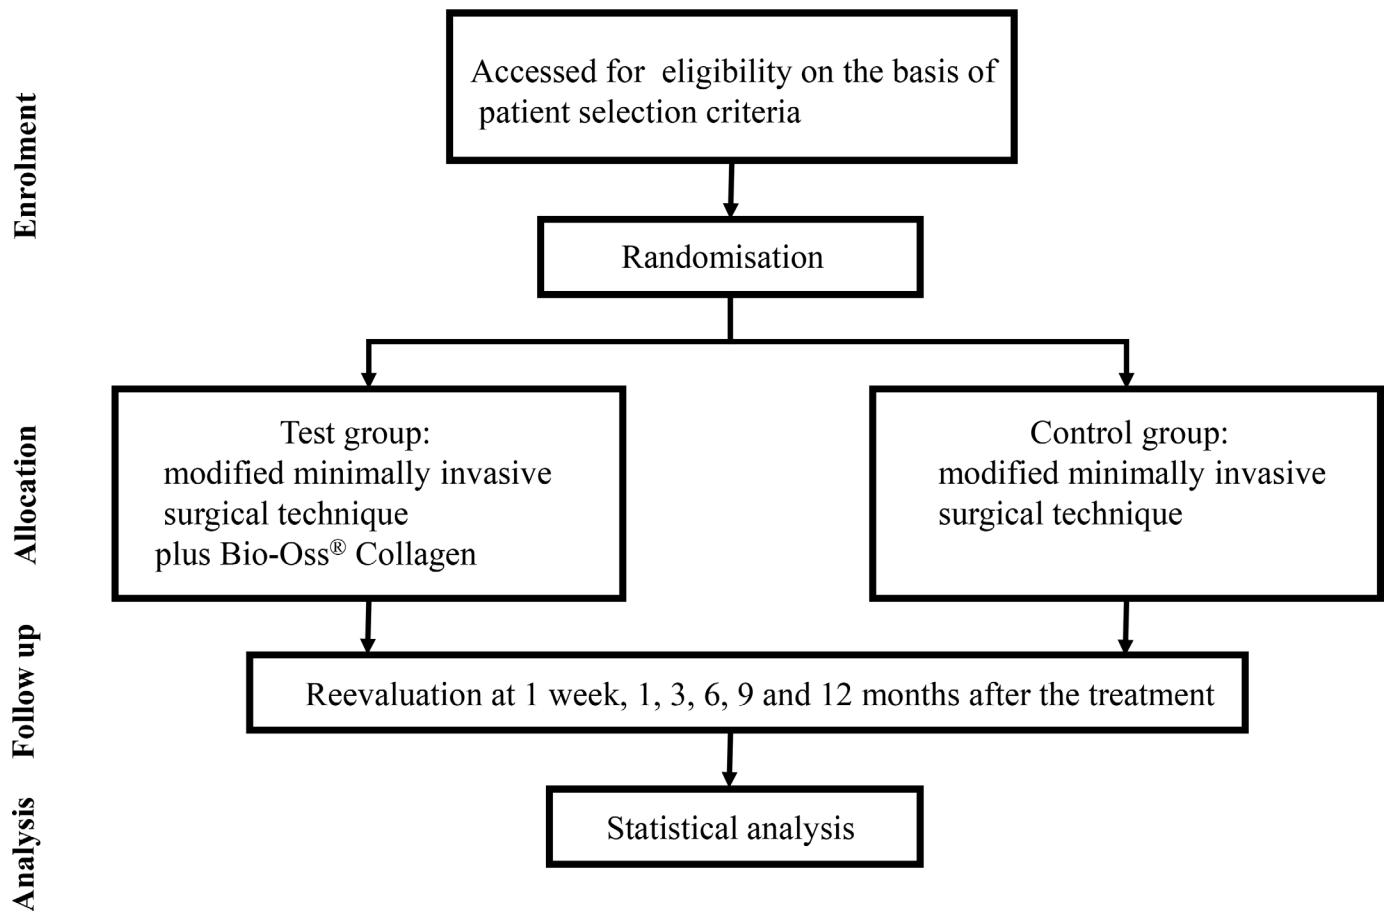 Enrolment
Accessed for eligibility on the basis of
patient selection criteria
Randomisation
Allocation
Test group:
modified minimally invasive
surgical technique
plus Bio-Oss® Collagen
Control group:
modified minimally invasive
surgical technique
Follow up
Reevaluation at 1 week, 1, 3, 6, 9 and 12 months after the treatment
Analysis
Statistical analysis